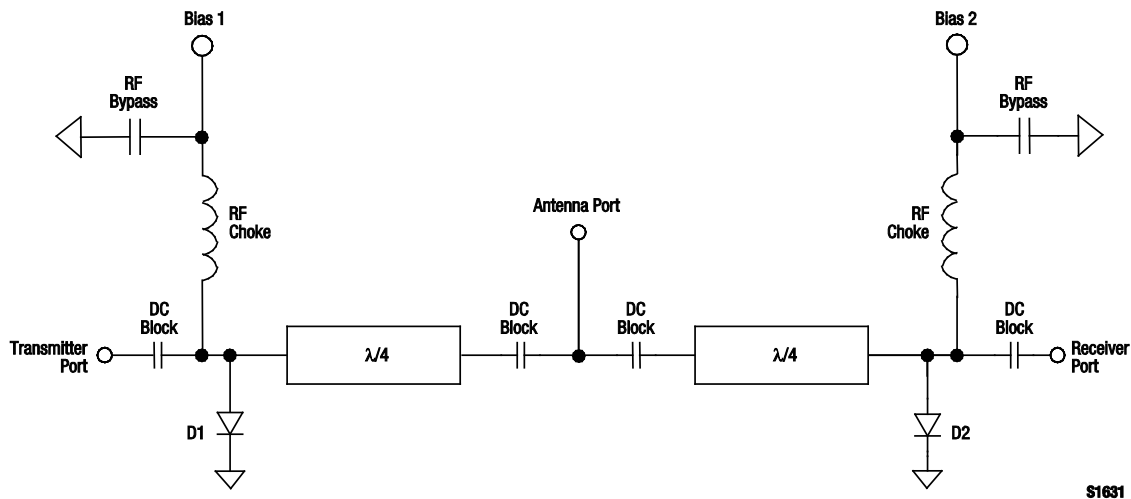 Bias 1
Bias 2
RF
Bypass
RF
Bypass
RF
Choke
Antenna Port
RF
Choke
DC
Block
DC
Block
DC
Block
DC
Block
Transmitter
Port
λ/4
λ/4
Receiver
Port
D1
D2
S1631